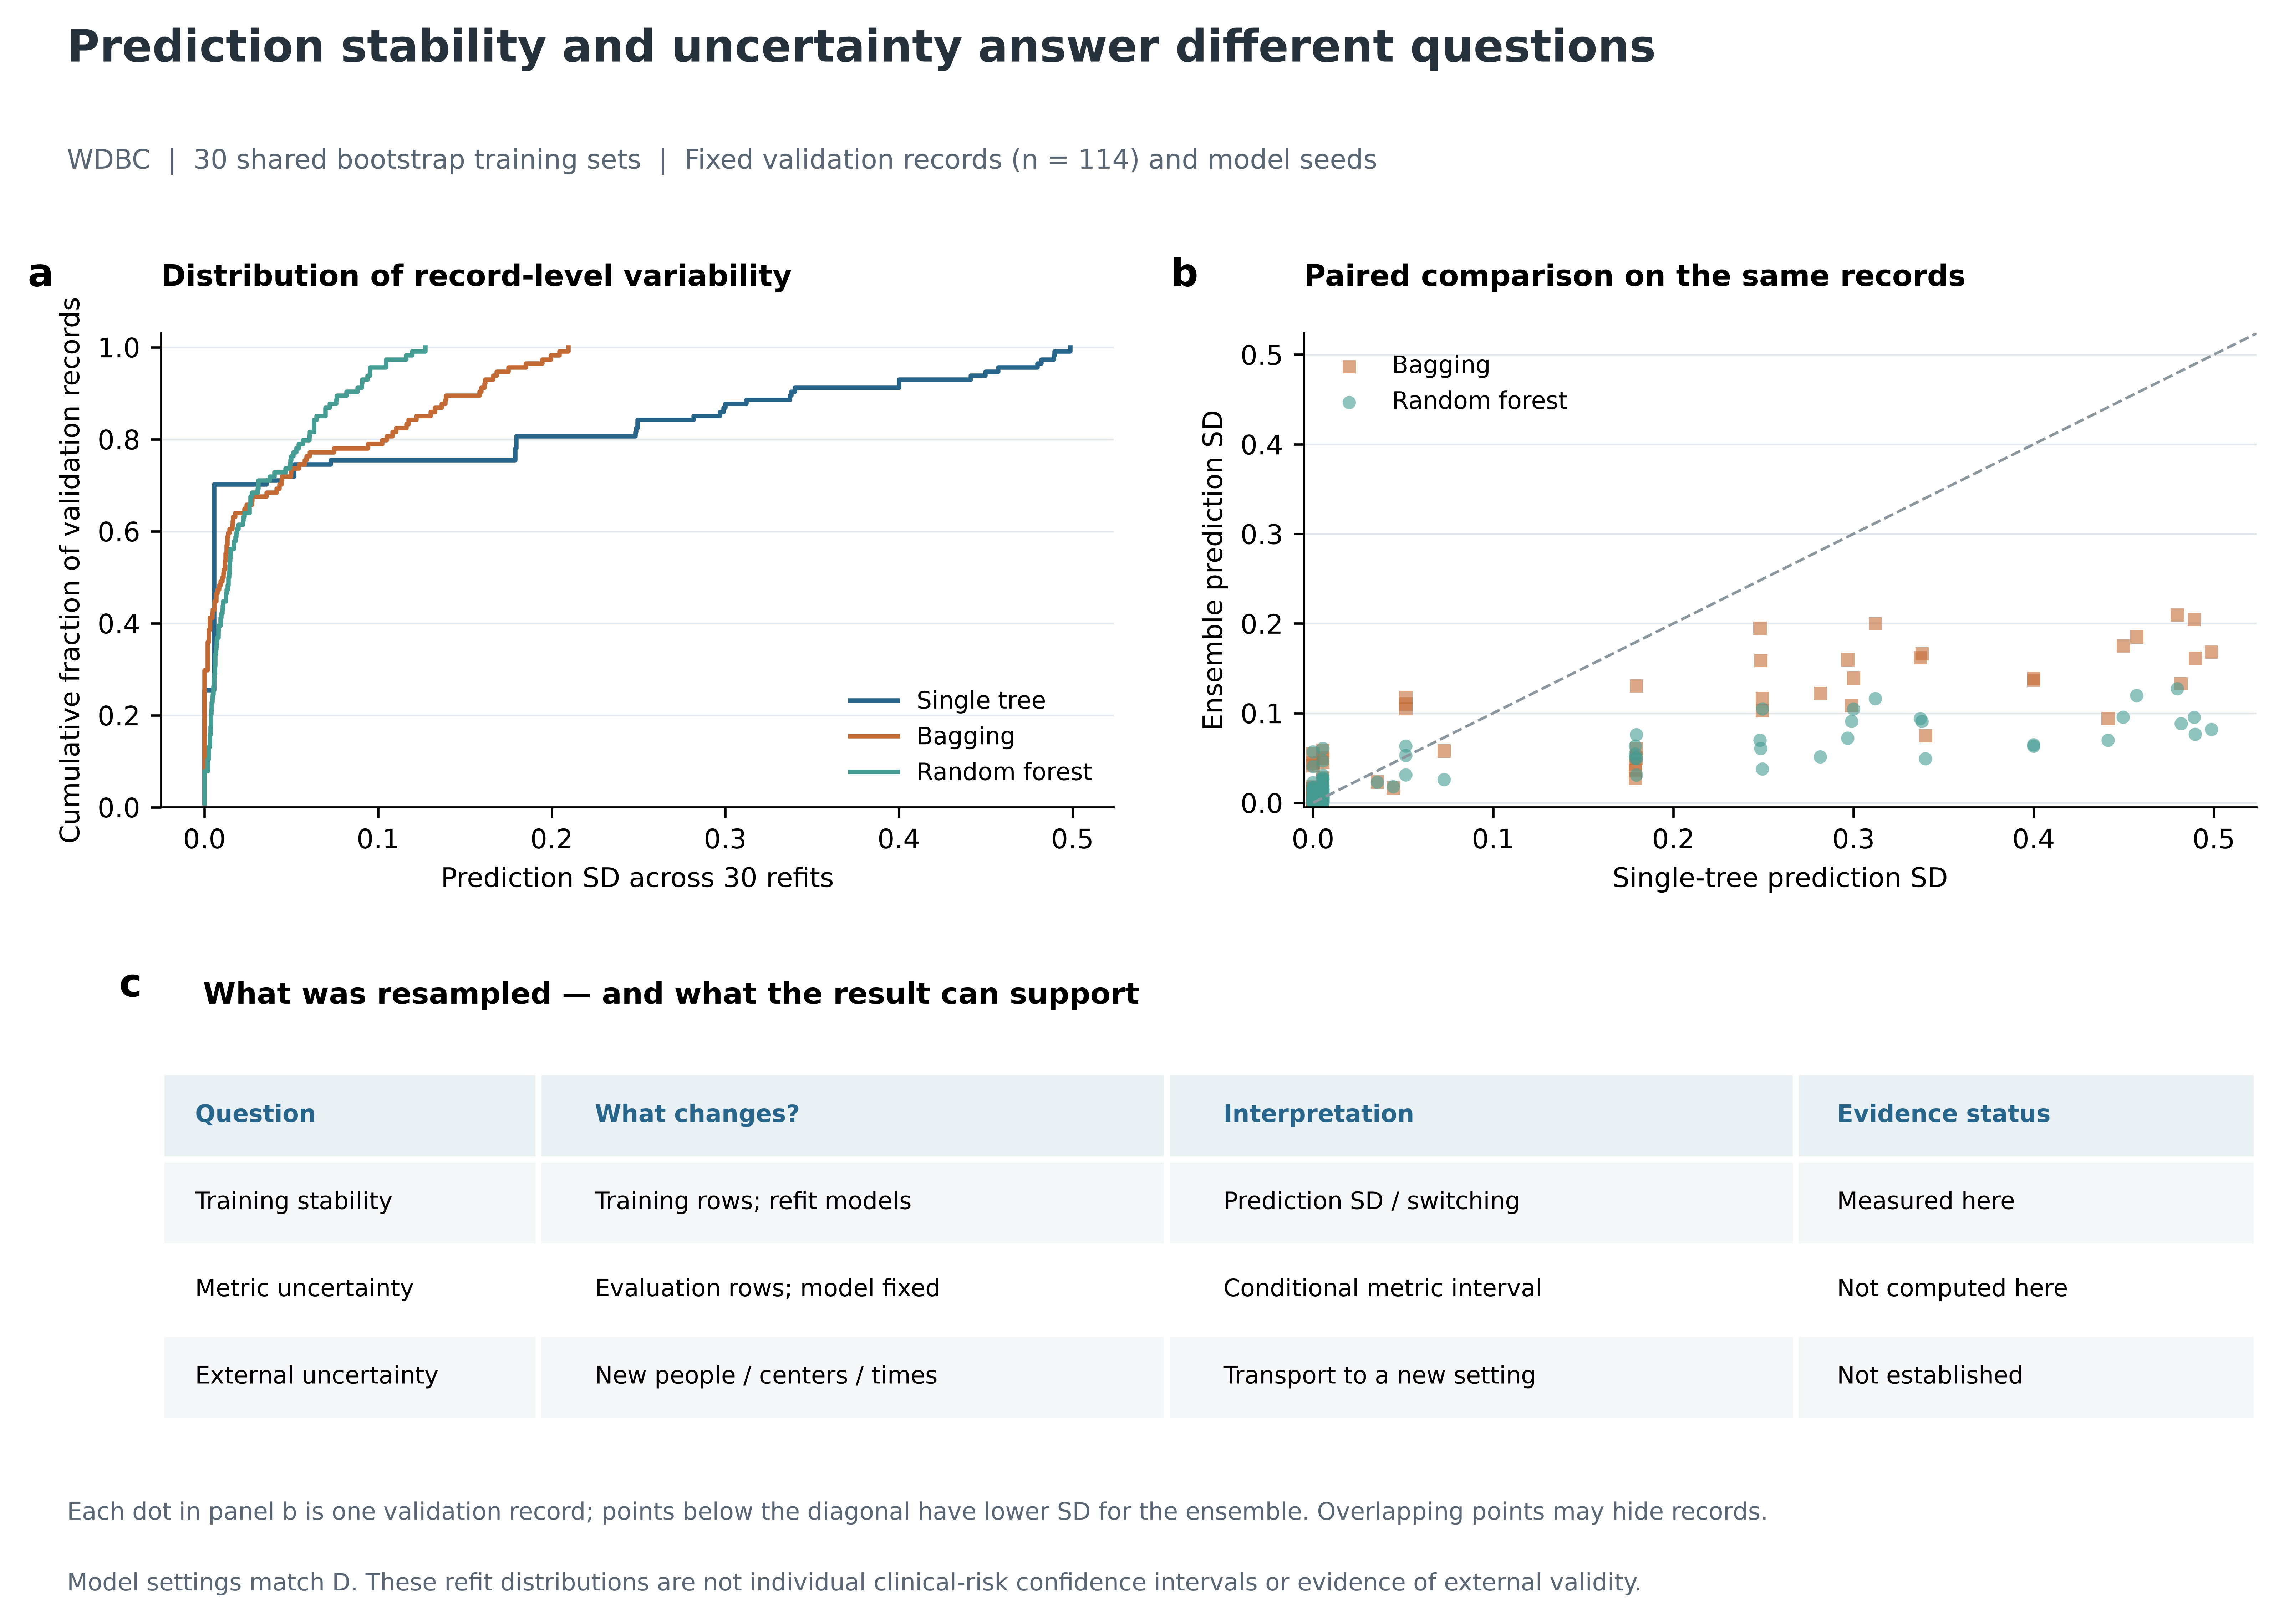 Prediction stability and uncertainty answer different questions
WDBC | 30 shared bootstrap training sets | Fixed validation records (n = 114) and model seeds
a
Distribution of record-level variability
Cumulative fraction of validation records
1.0
0.8
0.6
0.4
0.2
0.0
Single tree
Bagging
Random forest
0.0 0.1 0.2 0.3 0.4 0.5
Prediction SD across 30 refits
b
Paired comparison on the same records
Ensemble prediction SD
0.5
0.4
0.3
0.2
0.1
0.0
Bagging
Random forest
0.0 0.1 0.2 0.3 0.4 0.5
Single-tree prediction SD
c
What was resampled — and what the result can support
Question What changes? Interpretation Evidence status
Training stability Training rows; refit models Prediction SD / switching Measured here
Metric uncertainty Evaluation rows; model fixed Conditional metric interval Not computed here
External uncertainty New people / centers / times Transport to a new setting Not established
Each dot in panel b is one validation record; points below the diagonal have lower SD for the ensemble. Overlapping points may hide records.
Model settings match D. These refit distributions are not individual clinical-risk confidence intervals or evidence of external validity.